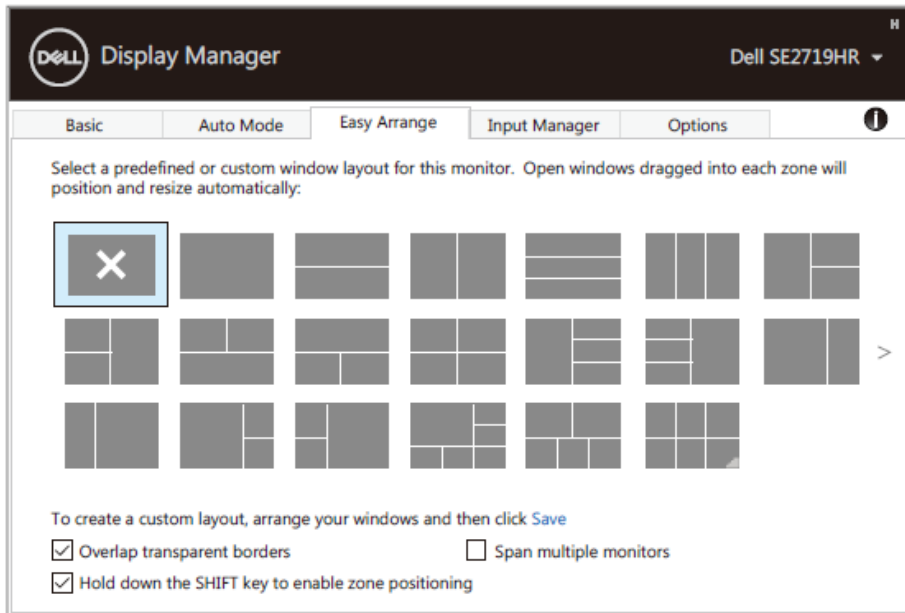 H
DELL Display Manager
Dell SE2719HR
Basic Auto Mode Easy Arrange Input Manager Options
Select a predefined or custom window layout for this monitor. Open windows dragged into each zone will
position and resize automatically:
>
To create a custom layout, arrange your windows and then click Save
Overlap transparent borders Span multiple monitors
Hold down the SHIFT key to enable zone positioning